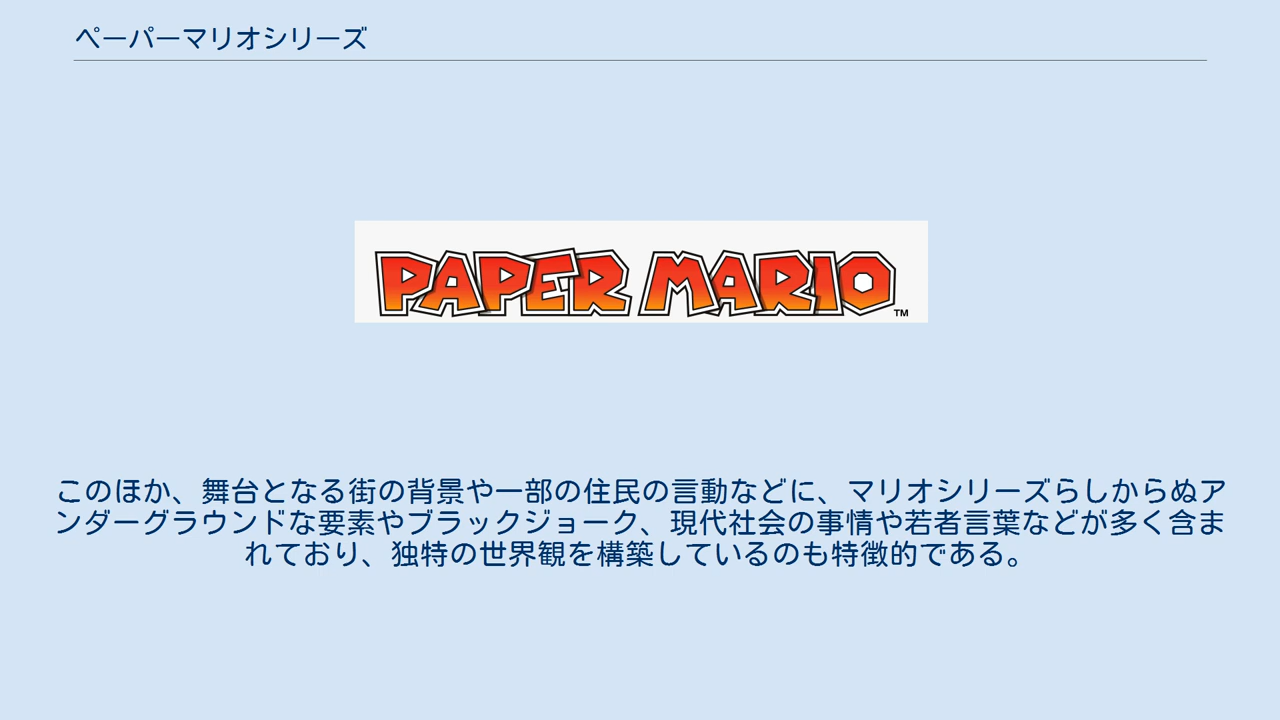 ペーパーマリオシリーズ
PAPER MARIO™
このほか、舞台となる街の背景や一部の住民の言動などに、マリオシリーズらしからぬア
ンダーグラウンドな要素やブラックジョーク、現代社会の事情や若者言葉などが多く含ま
れており、独特の世界観を構築しているのも特徴的である。